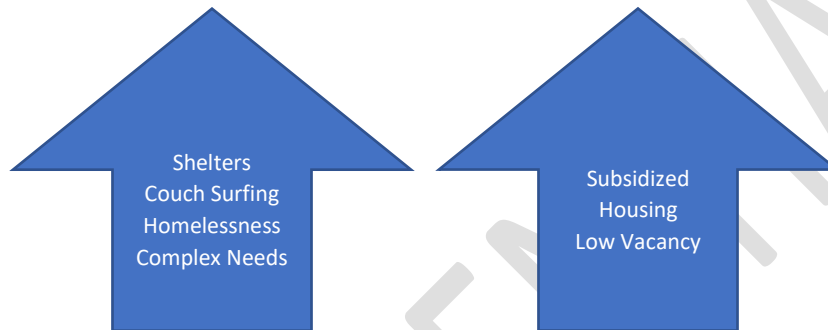 Shelters
Couch Surfing
Homelessness
Complex Needs
Subsidized
Housing
Low Vacancy